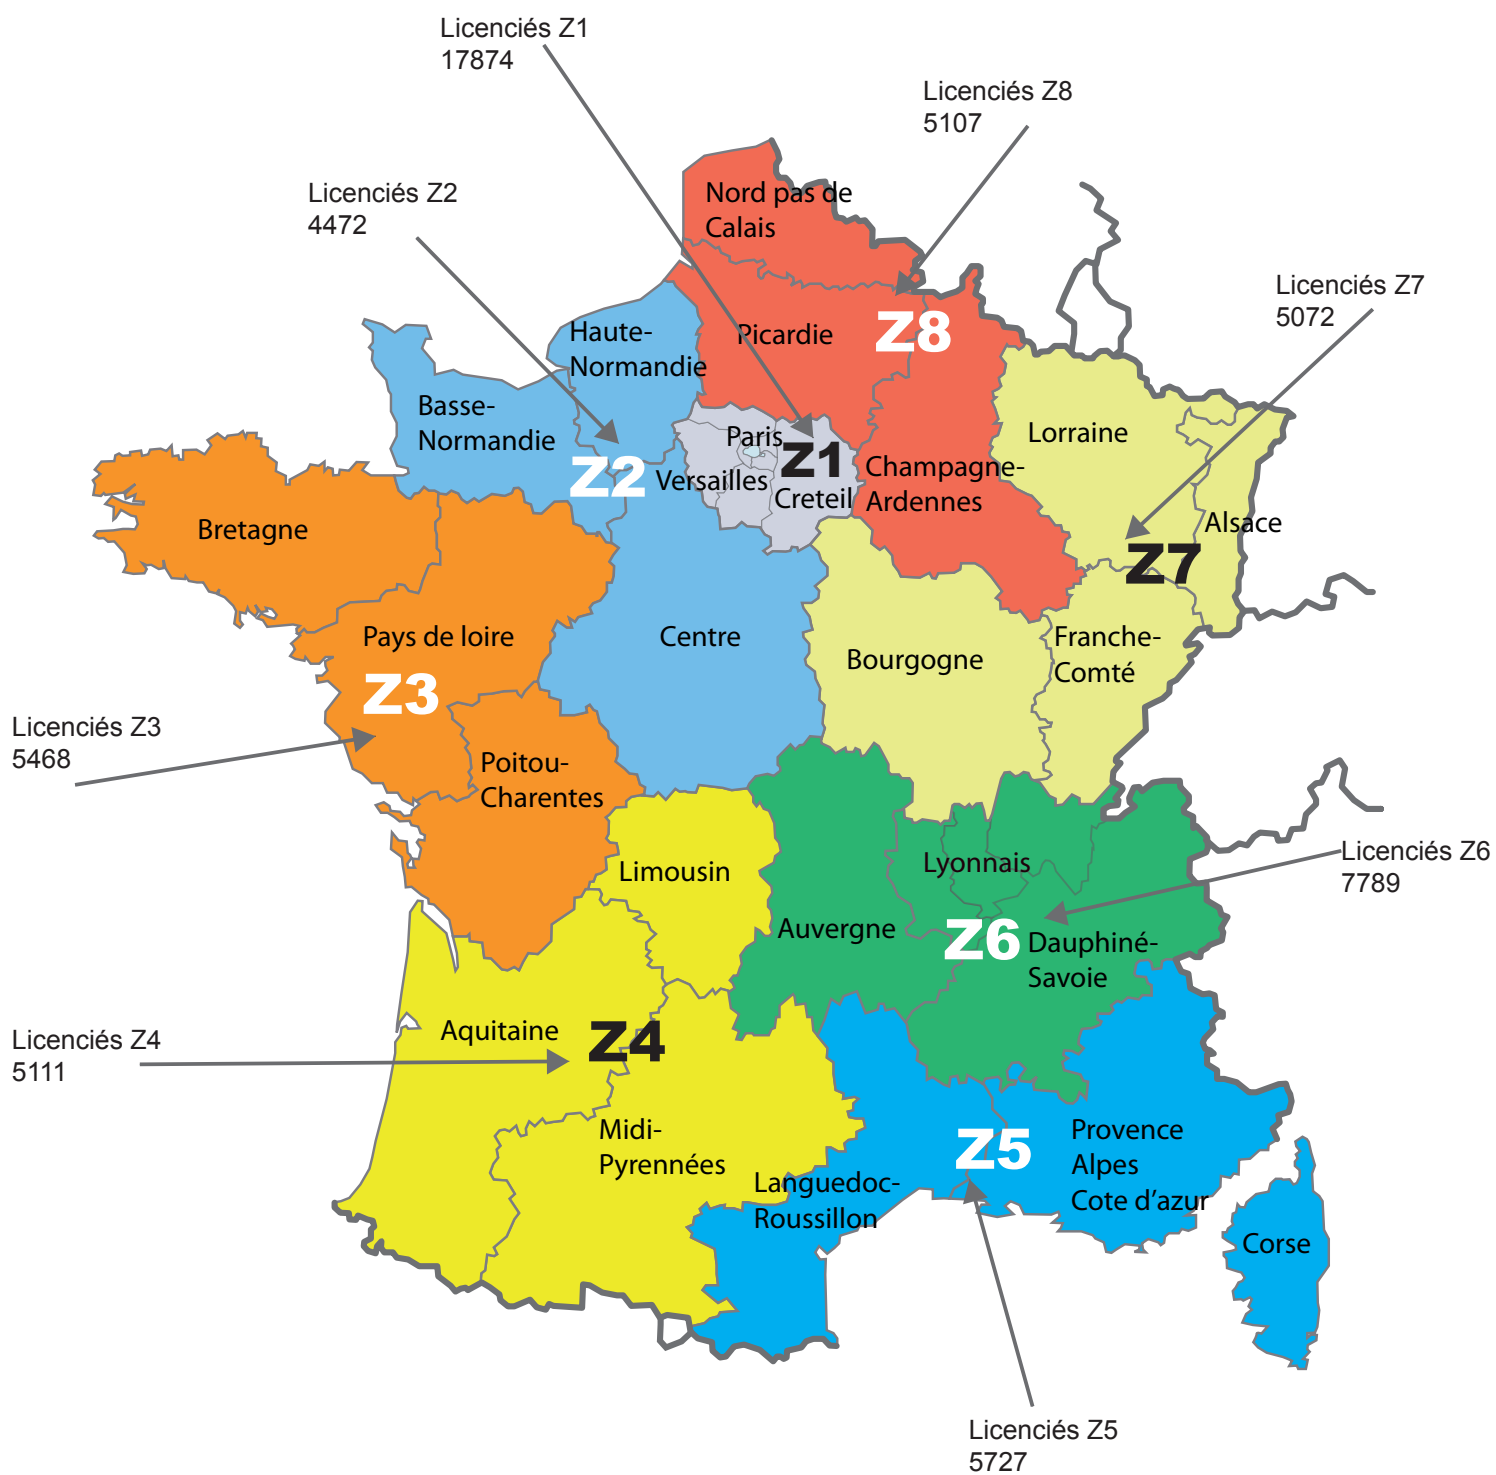 Licenciés Z1
17874
Licenciés Z8
5107
Licenciés Z2
4472
Nord pas de
Calais
Licenciés Z7
5072
Haute-
Normandie
Picardie
Z8
Basse-
Normandie
Paris
Z1
Lorraine
Z2
Versailles
Creteil
Champagne-
Ardennes
Bretagne
Alsace
Z7
Pays de loire
Centre
Bourgogne
Franche-
Comté
Z3
Licenciés Z3
5468
Poitou-
Charentes
Limousin
Lyonnais
Licenciés Z6
7789
Auvergne
Z6
Dauphiné-
Savoie
Licenciés Z4
5111
Aquitaine
Z4
Midi-
Pyrennées
Z5
Provence
Alpes
Cote d'azur
Languedoc-
Roussillon
Corse
Licenciés Z5
5727